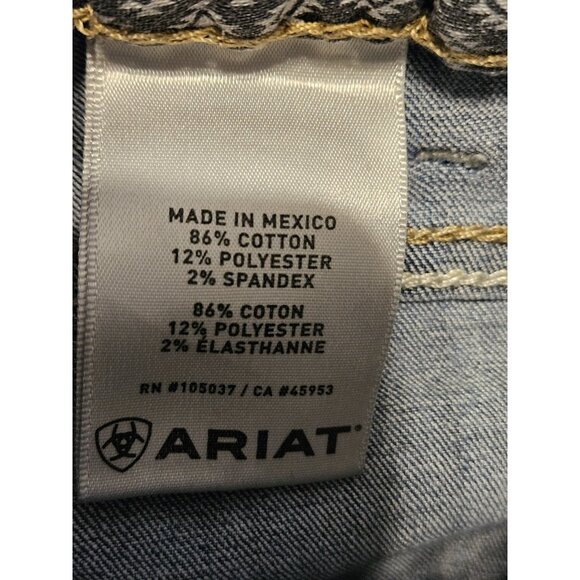 MADE IN MEXICO
86% COTTON
12% POLYESTER
2% SPANDEX
86% COTON
12% POLYESTER
2% ÉLASTHANNE
RN #105037 / CA #45953
ARIAT